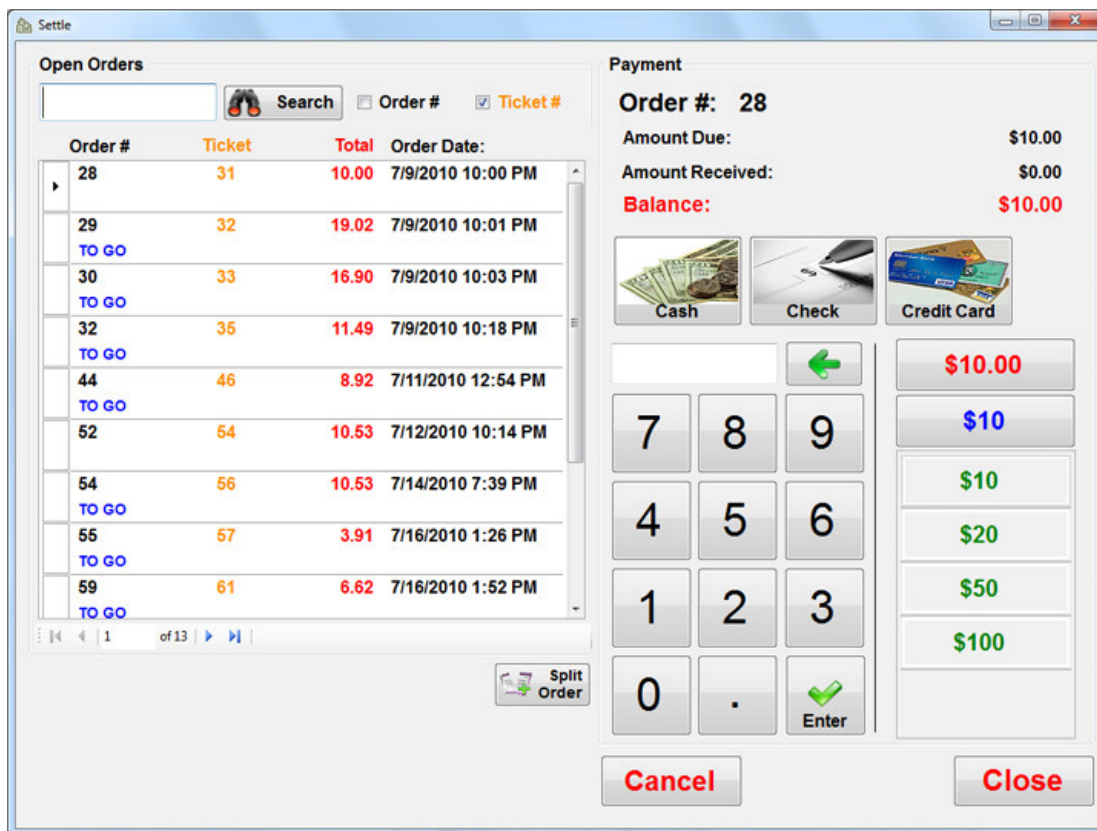 Settle
Open Orders
Search Order # Ticket #
Order # Ticket Total Order Date:
28 31 10.00 7/9/2010 10:00 PM
29 32 19.02 7/9/2010 10:01 PM
TO GO
30 33 16.90 7/9/2010 10:03 PM
TO GO
32 35 11.49 7/9/2010 10:18 PM
TO GO
44 46 8.92 7/11/2010 12:54 PM
TO GO
52 54 10.53 7/12/2010 10:14 PM
54 56 10.53 7/14/2010 7:39 PM
TO GO
55 57 3.91 7/16/2010 1:26 PM
TO GO
59 61 6.62 7/16/2010 1:52 PM
TO GO
1 of 13
Split
Order
Payment
Order #: 28
Amount Due: $10.00
Amount Received: $0.00
Balance: $10.00
Cash Check Credit Card
7 8 9
4 5 6
1 2 3
0 .
Enter
$10.00
$10
$10
$20
$50
$100
Cancel Close